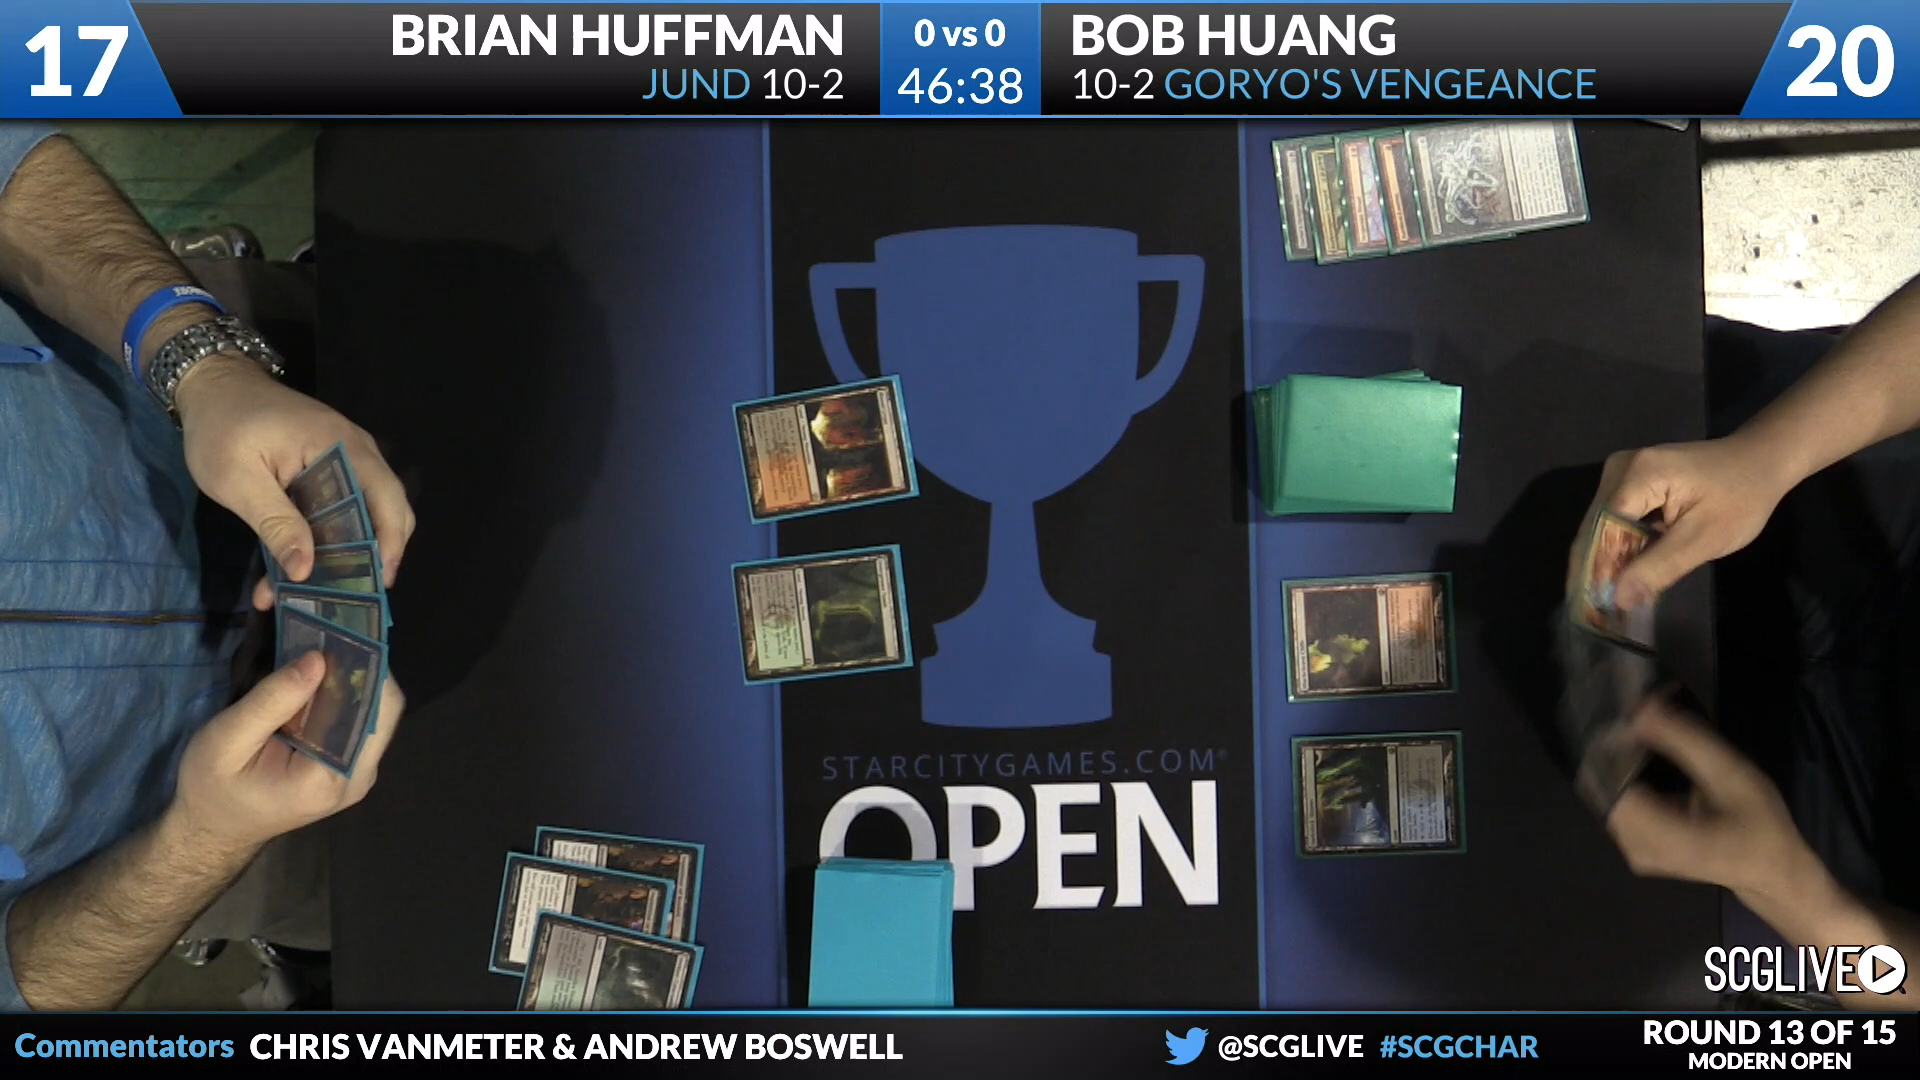 17
BRIAN HUFFMAN
JUND 10-2
0 vs 0
46:38
BOB HUANG
10-2 GORYO'S VENGEANCE
20
STARCITYGAMES.COM®
OPEN
SCGLIVE
Commentators CHRIS VANMETER & ANDREW BOSWELL
@SCGLIVE #SCGCHAR
ROUND 13 OF 15
MODERN OPEN